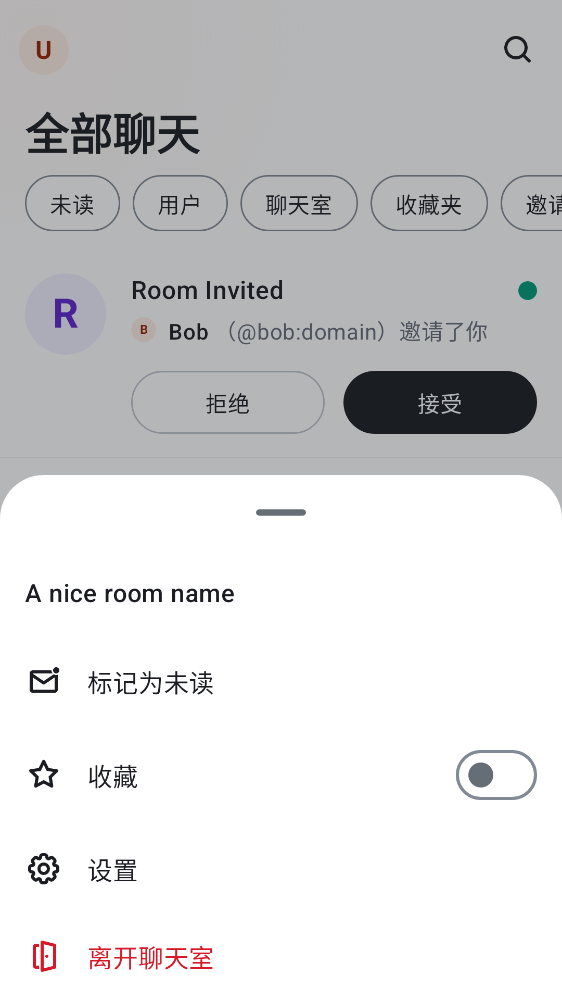 U
全部聊天
未读 用户 聊天室 收藏夹 邀请
R
Room Invited
B Bob （@bob:domain）邀请了你
拒绝 接受
A nice room name
标记为未读
收藏
设置
离开聊天室